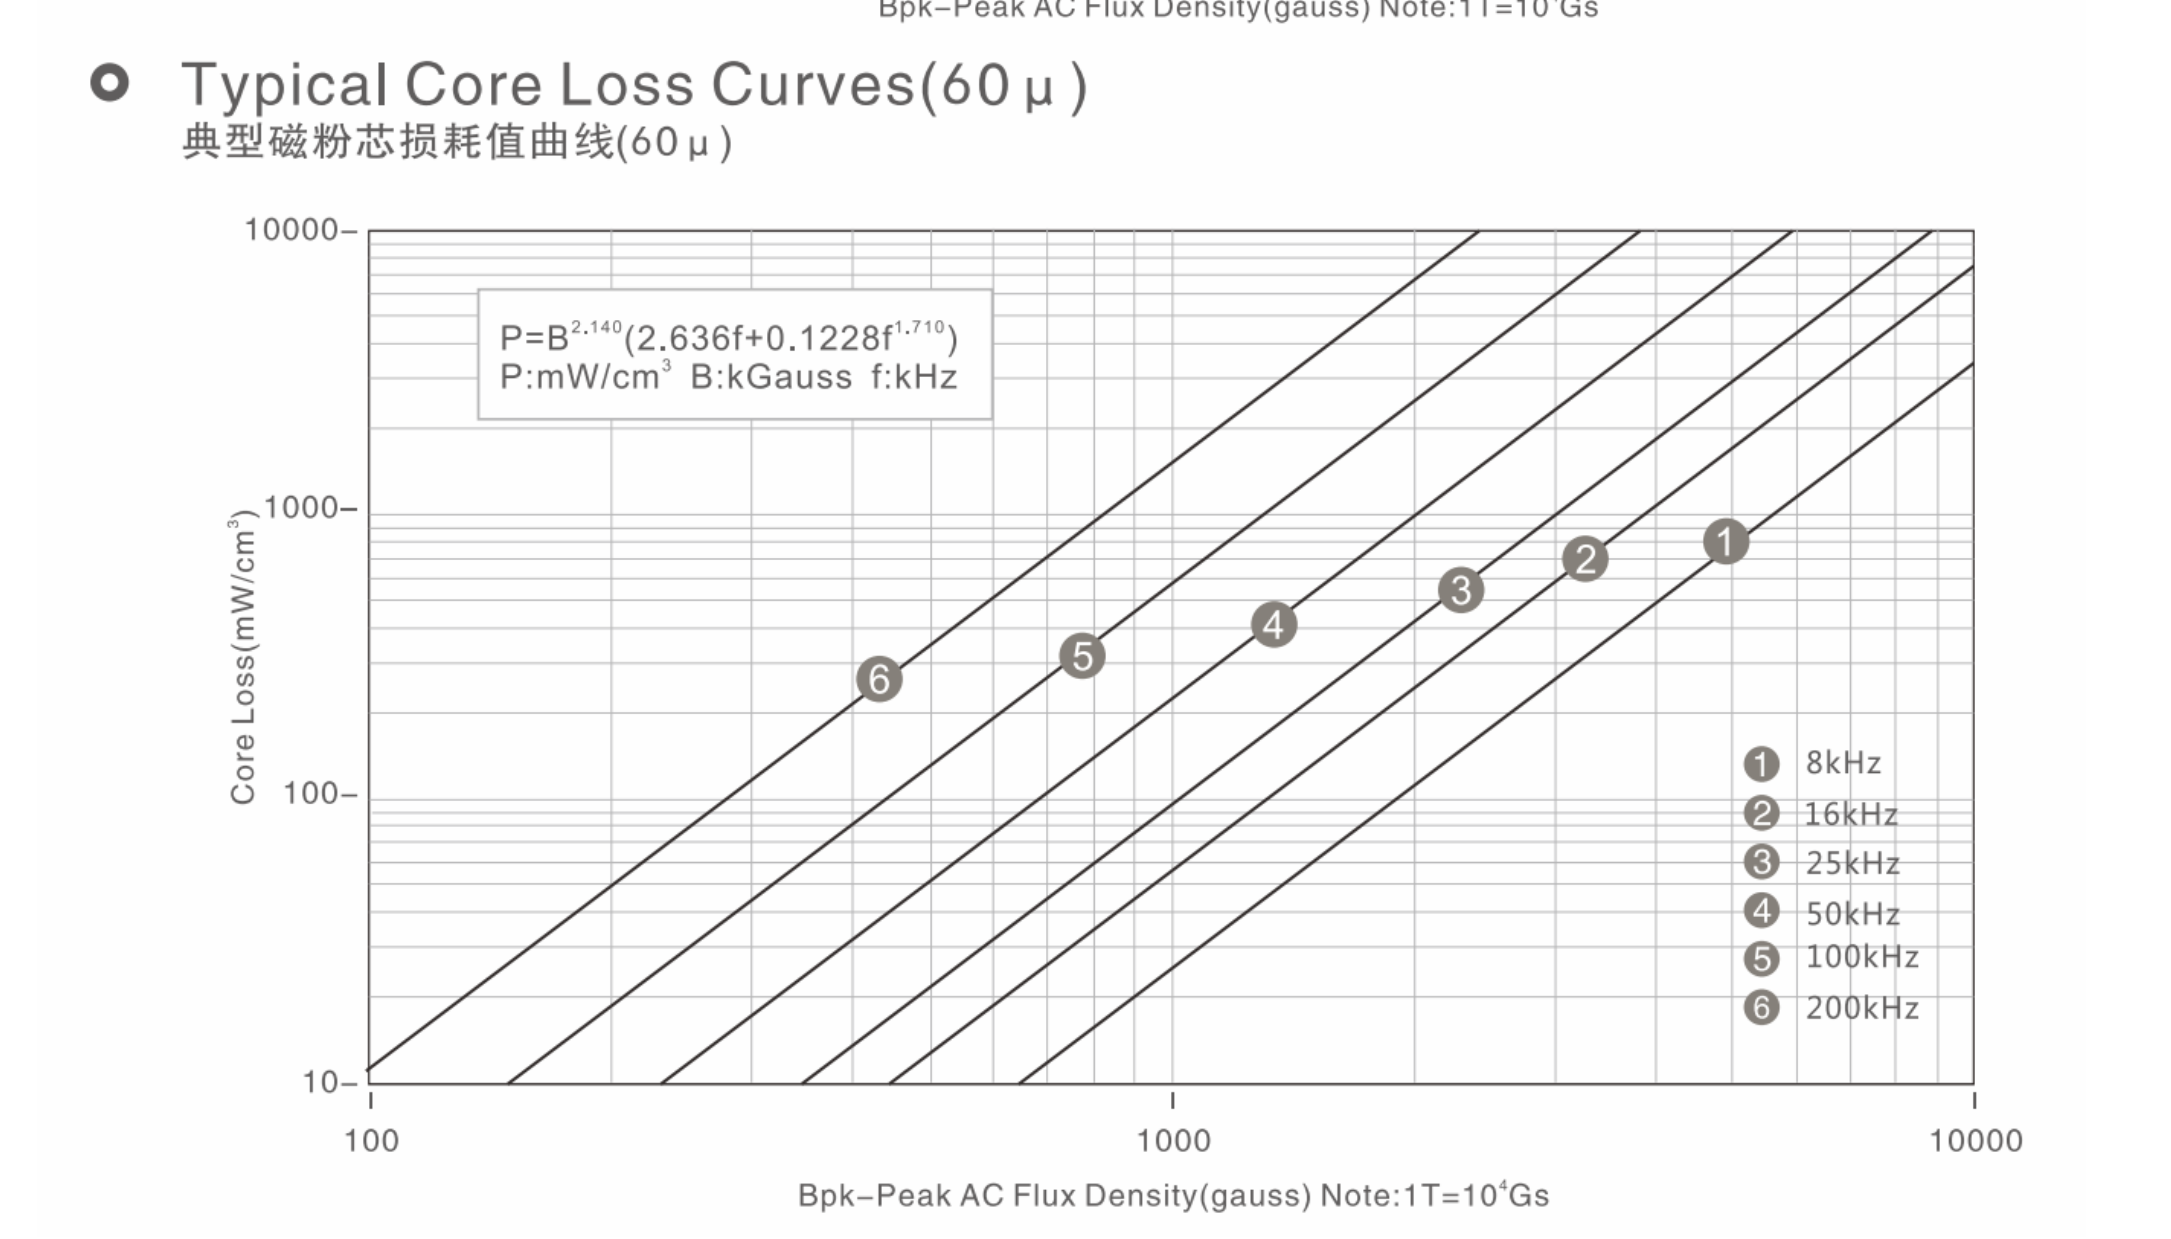 Bpk–Peak AC Flux Density(gauss) Note:1T=10⁴Gs
Typical Core Loss Curves(60μ)
典型磁粉芯损耗值曲线(60μ)
10000
P=B²·¹⁴⁰(2.636f+0.1228f¹·⁷¹⁰)
P:mW/cm³ B:kGauss f:kHz
1000
Core Loss(mW/cm³)
100
10
1
2
3
4
5
6
1 8kHz
2 16kHz
3 25kHz
4 50kHz
5 100kHz
6 200kHz
100 1000 10000
Bpk–Peak AC Flux Density(gauss) Note:1T=10⁴Gs